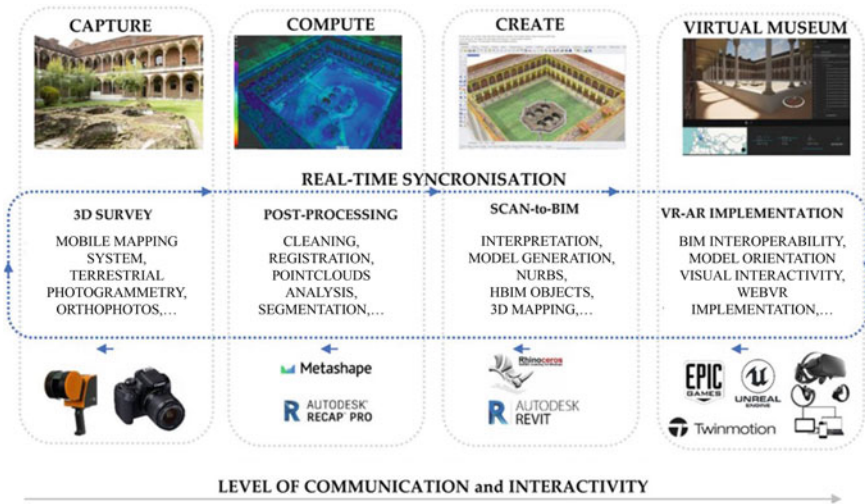 CAPTURE
COMPUTE
CREATE
VIRTUAL MUSEUM
REAL-TIME SYNCRONISATION
3D SURVEY
MOBILE MAPPING
SYSTEM,
TERRESTRIAL
PHOTOGRAMMETRY,
ORTHOPHOTOS,...
POST-PROCESSING
CLEANING,
REGISTRATION,
POINTCLOUDS
ANALYSIS,
SEGMENTATION,...
SCAN-to-BIM
INTERPRETATION,
MODEL GENERATION,
NURBS,
HBIM OBJECTS,
3D MAPPING,...
VR-AR IMPLEMENTATION
BIM INTEROPERABILITY,
MODEL ORIENTATION
VISUAL INTERACTIVITY,
WEBVR
IMPLEMENTATION,...
Metashape
R AUTODESK
RECAP PRO
Rhinoceros
R AUTODESK
REVIT
EPIC
GAMES
UNREAL
ENGINE
Twinmotion
LEVEL OF COMMUNICATION and INTERACTIVITY